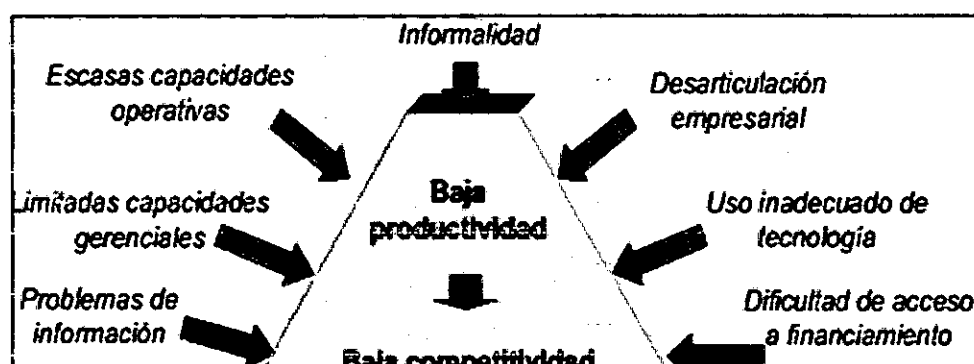 Informalidad
Escasas capacidades
operativas
Desarticulación
empresarial
Baja
productividad
Limitadas capacidades
gerenciales
Uso inadecuado de
tecnología
Problemas de
información
Dificultad de acceso
a financiamiento
Baja competitividad